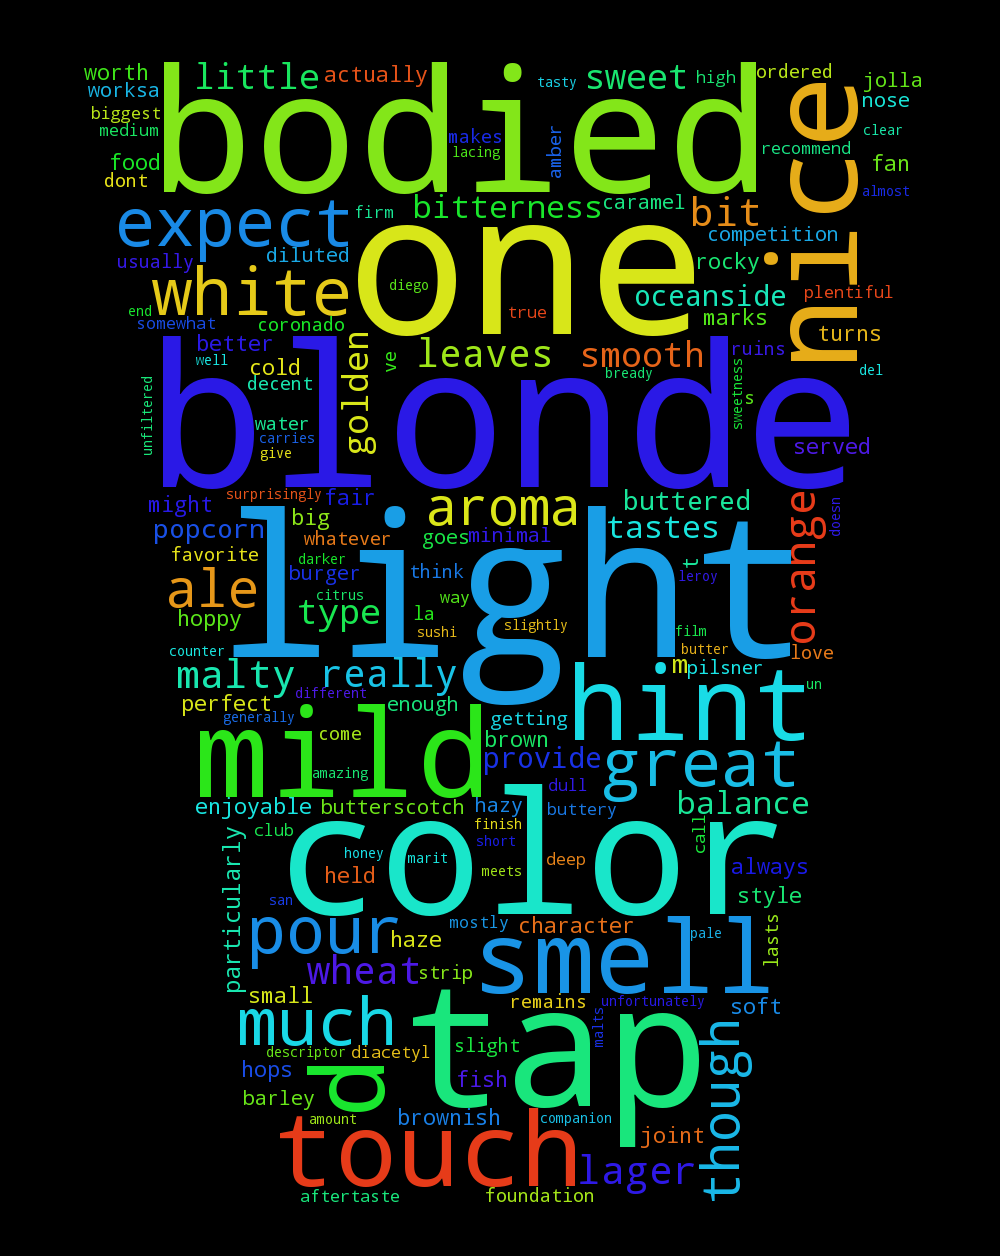 worth
little
actually
bodied
tasty
sweet
high
ordered
jolla
worksa
nose
biggest
nice
medium
makes
lacing
amber
clear
food
recommend
fan
dont
almost
expect
firm
bitterness
caramel
bit
one
competition
usually
diluted
rocky
white
diego
oceanside
plentiful
end
true
marks
somewhat
coronado
turns
better
golden
ve
leaves
smooth
ruins
well
cold
bready
del
decent
blonde
sweetness
s
unfiltered
water
carries
give
served
might
surprisingly
fair
aroma
buttered
orange
popcorn
big
whatever
goes
minimal
tastes
doesn
favorite
darker
light
burger
think
t
leroy
ale
citrus
type
la
way
hoppy
sushi
slightly
film
counter
butter
love
malty
really
m
pilsner
hint
un
perfect
different
enough
generally
getting
mild
come
brown
provide
great
amazing
dull
enjoyable
butterscotch
hazy
buttery
balance
color
club
finish
short
call
honey
marit
meets
deep
always
particularly
held
style
san
pour
mostly
character
pale
lasts
haze
smell
wheat
strip
small
remains
unfortunately
soft
much
tap
malts
though
descriptor
diacetyl
slight
hops
d
fish
barley
amount
brownish
companion
touch
joint
lager
aftertaste
foundation